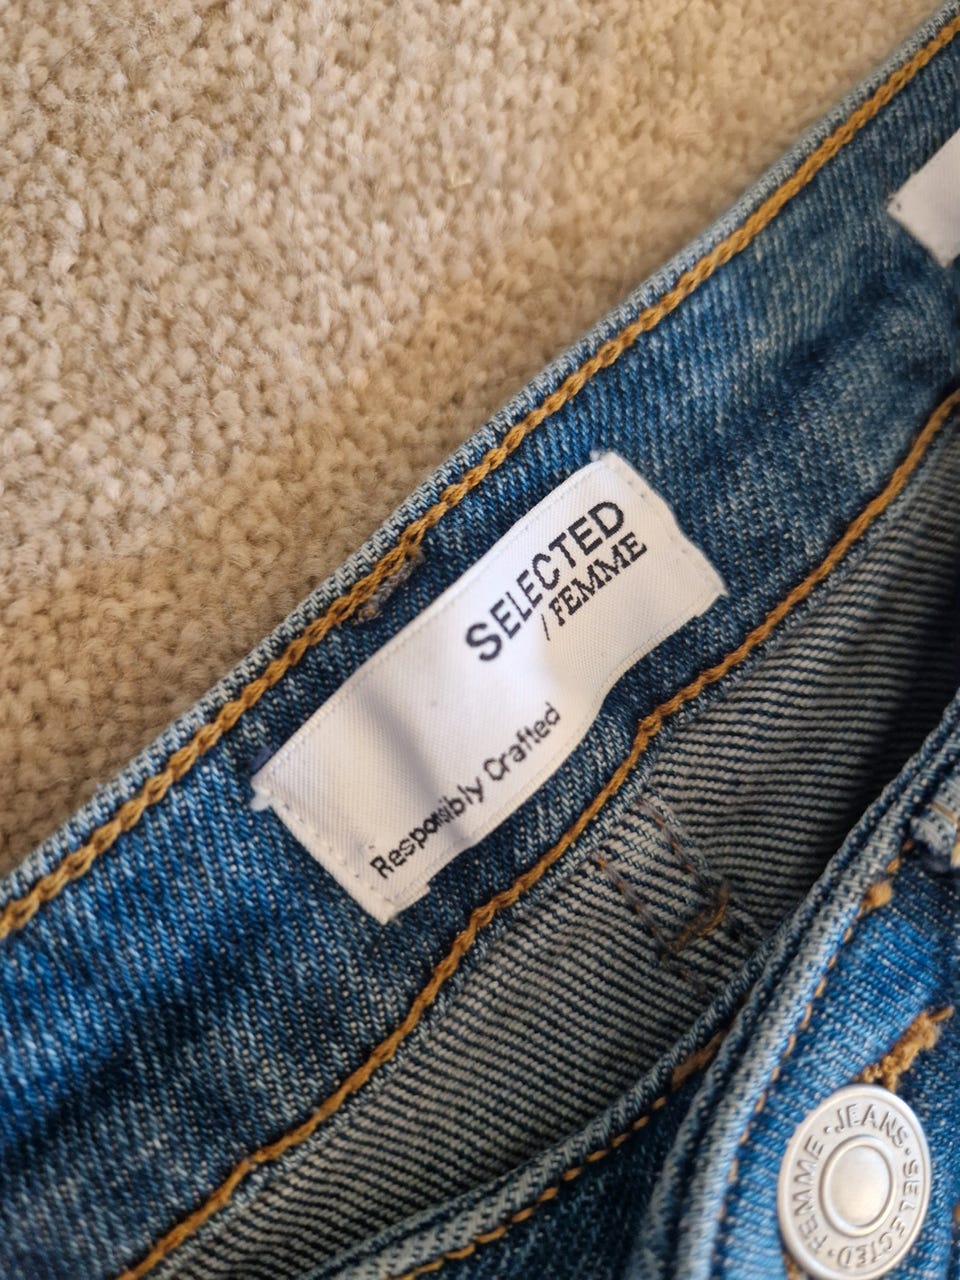 SELECTED
/ FEMME
Responsibly Crafted
FEMME · JEANS · SELECTED ·